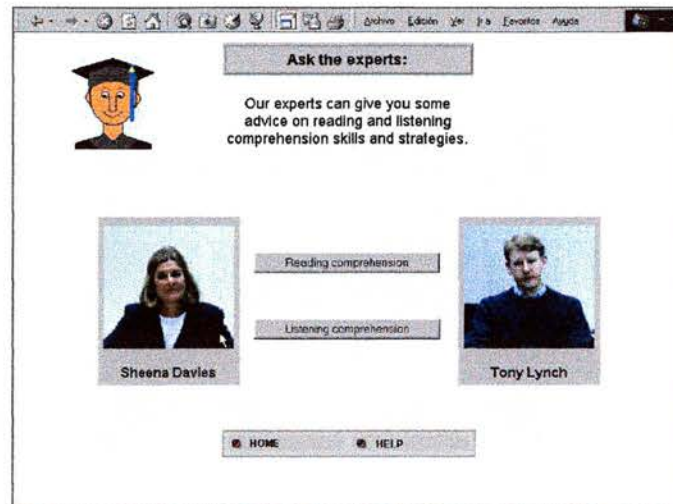 Archivo Edición Ver Ir a Favoritos Ayuda
Ask the experts:
Our experts can give you some
advice on reading and listening
comprehension skills and strategies.
Reading comprehension
Listening comprehension
Sheena Davies
Tony Lynch
HOME HELP